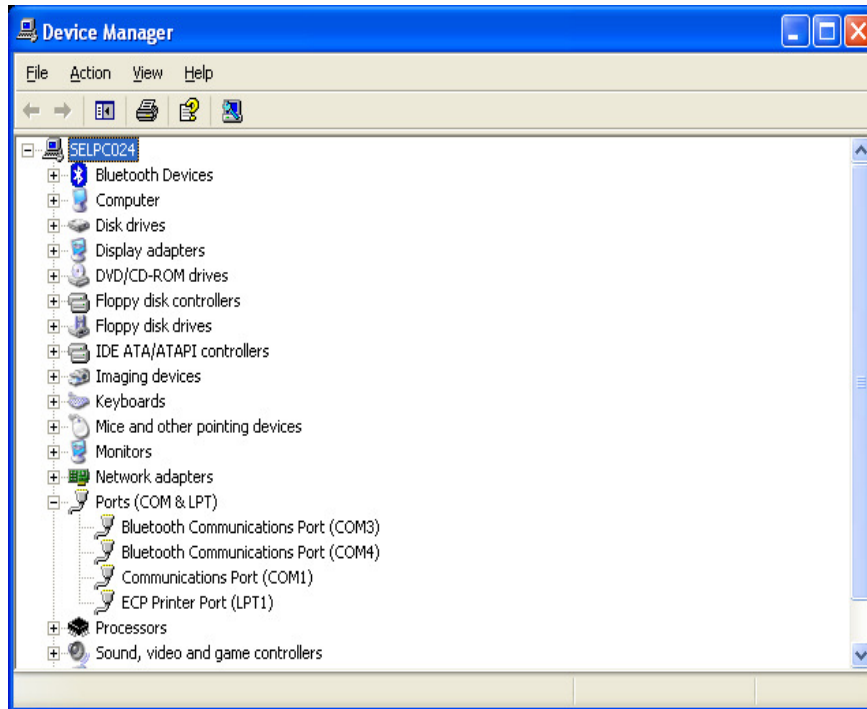 Device Manager
File Action View Help
SELPC024
Bluetooth Devices
Computer
Disk drives
Display adapters
DVD/CD-ROM drives
Floppy disk controllers
Floppy disk drives
IDE ATA/ATAPI controllers
Imaging devices
Keyboards
Mice and other pointing devices
Monitors
Network adapters
Ports (COM & LPT)
Bluetooth Communications Port (COM3)
Bluetooth Communications Port (COM4)
Communications Port (COM1)
ECP Printer Port (LPT1)
Processors
Sound, video and game controllers